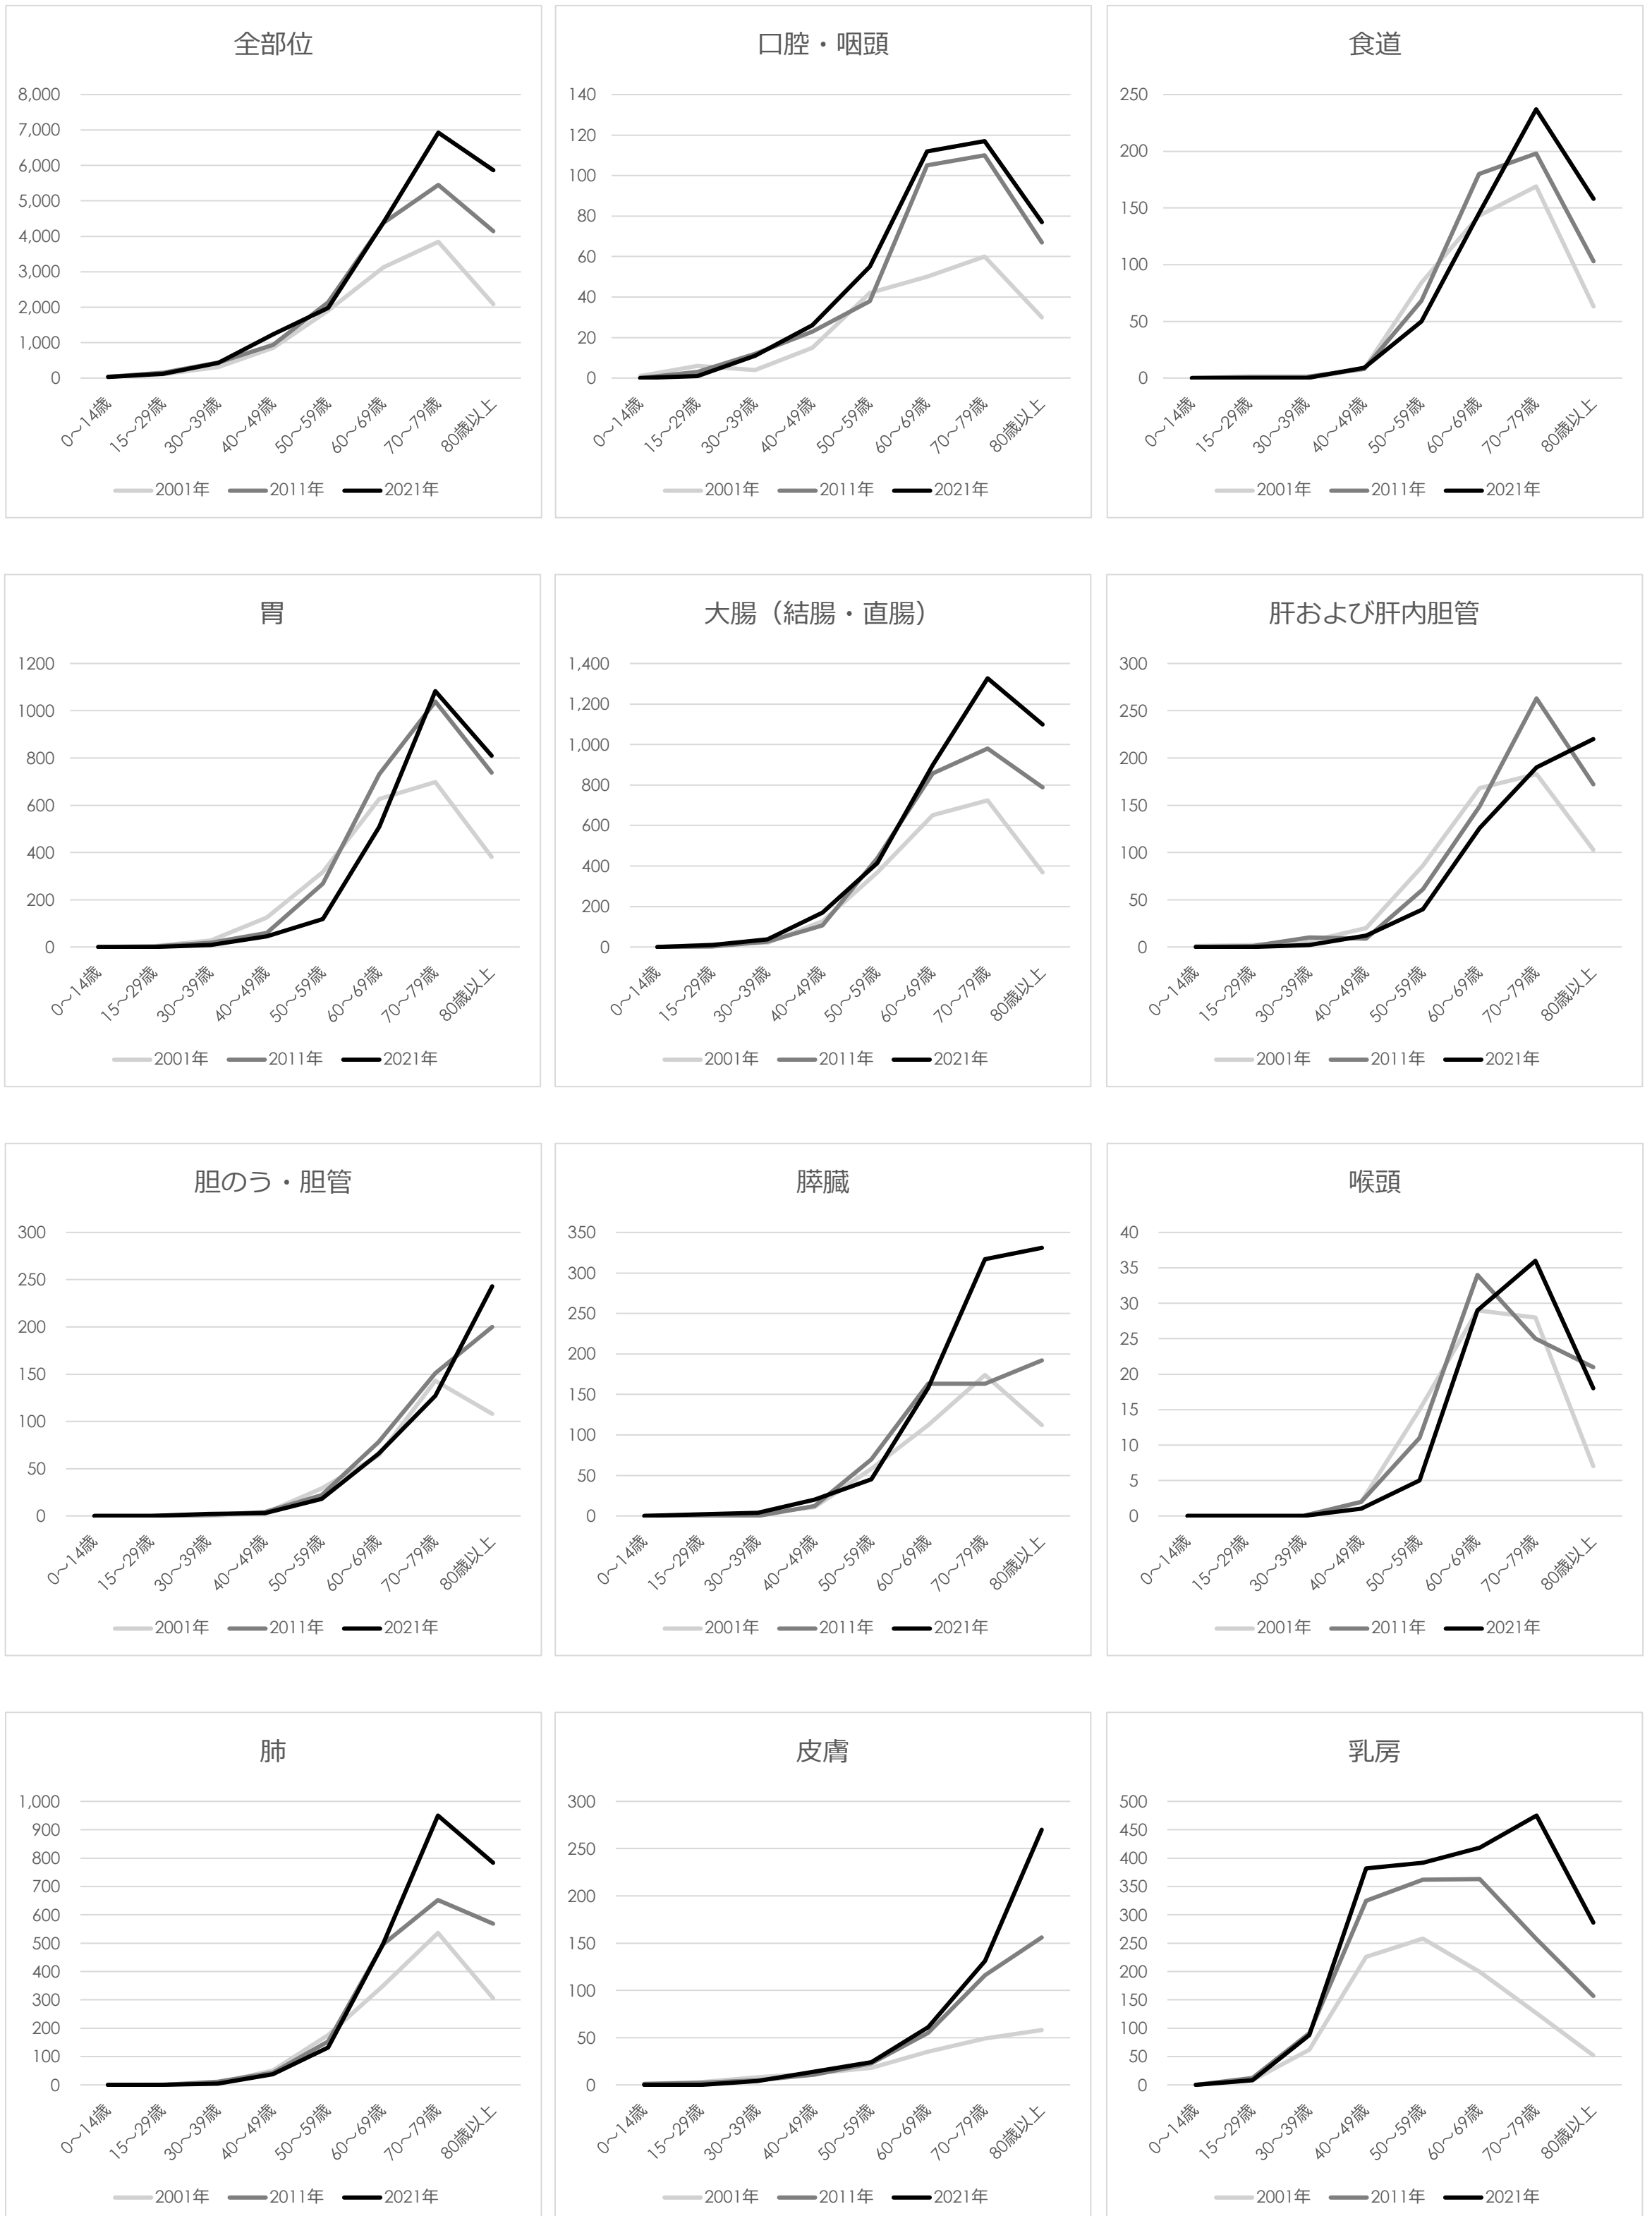 全部位
8,000
7,000
6,000
5,000
4,000
3,000
2,000
1,000
0
0～14歳
15～29歳
30～39歳
40～49歳
50～59歳
60～69歳
70～79歳
80歳以上
2001年 2011年 2021年
口腔・咽頭
140
120
100
80
60
40
20
0
0～14歳
15～29歳
30～39歳
40～49歳
50～59歳
60～69歳
70～79歳
80歳以上
2001年 2011年 2021年
食道
250
200
150
100
50
0
0～14歳
15～29歳
30～39歳
40～49歳
50～59歳
60～69歳
70～79歳
80歳以上
2001年 2011年 2021年
胃
1200
1000
800
600
400
200
0
0～14歳
15～29歳
30～39歳
40～49歳
50～59歳
60～69歳
70～79歳
80歳以上
2001年 2011年 2021年
大腸（結腸・直腸）
1,400
1,200
1,000
800
600
400
200
0
0～14歳
15～29歳
30～39歳
40～49歳
50～59歳
60～69歳
70～79歳
80歳以上
2001年 2011年 2021年
肝および肝内胆管
300
250
200
150
100
50
0
0～14歳
15～29歳
30～39歳
40～49歳
50～59歳
60～69歳
70～79歳
80歳以上
2001年 2011年 2021年
胆のう・胆管
300
250
200
150
100
50
0
0～14歳
15～29歳
30～39歳
40～49歳
50～59歳
60～69歳
70～79歳
80歳以上
2001年 2011年 2021年
膵臓
350
300
250
200
150
100
50
0
0～14歳
15～29歳
30～39歳
40～49歳
50～59歳
60～69歳
70～79歳
80歳以上
2001年 2011年 2021年
喉頭
40
35
30
25
20
15
10
5
0
0～14歳
15～29歳
30～39歳
40～49歳
50～59歳
60～69歳
70～79歳
80歳以上
2001年 2011年 2021年
肺
1,000
900
800
700
600
500
400
300
200
100
0
0～14歳
15～29歳
30～39歳
40～49歳
50～59歳
60～69歳
70～79歳
80歳以上
2001年 2011年 2021年
皮膚
300
250
200
150
100
50
0
0～14歳
15～29歳
30～39歳
40～49歳
50～59歳
60～69歳
70～79歳
80歳以上
2001年 2011年 2021年
乳房
500
450
400
350
300
250
200
150
100
50
0
0～14歳
15～29歳
30～39歳
40～49歳
50～59歳
60～69歳
70～79歳
80歳以上
2001年 2011年 2021年